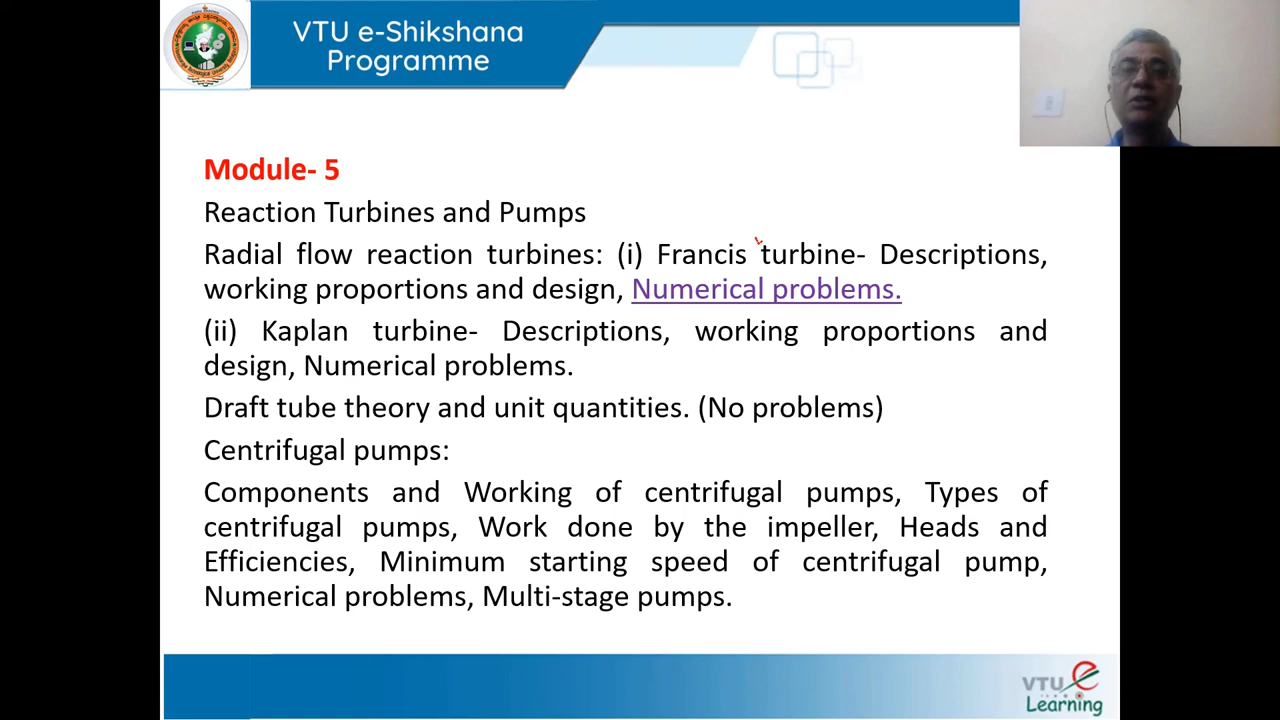 VTU e-Shikshana
Programme
Module- 5
Reaction Turbines and Pumps
Radial flow reaction turbines: (i) Francis turbine- Descriptions,
working proportions and design, Numerical problems.
(ii) Kaplan turbine- Descriptions, working proportions and
design, Numerical problems.
Draft tube theory and unit quantities. (No problems)
Centrifugal pumps:
Components and Working of centrifugal pumps, Types of
centrifugal pumps, Work done by the impeller, Heads and
Efficiencies, Minimum starting speed of centrifugal pump,
Numerical problems, Multi-stage pumps.
VTU e
Learning